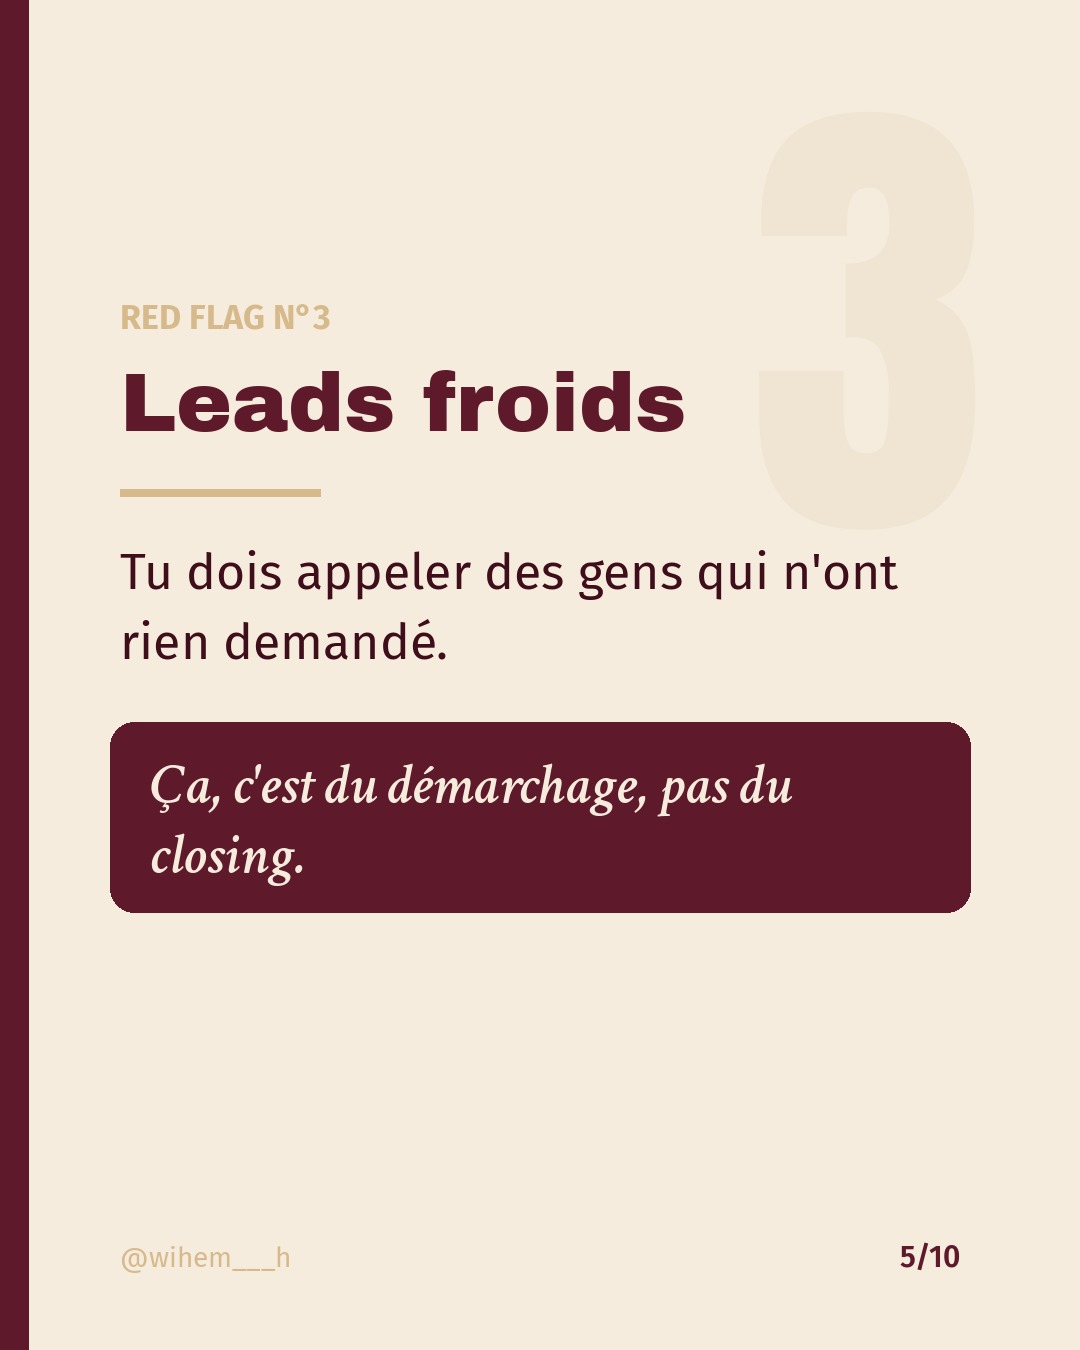 3
RED FLAG N°3
Leads froids
Tu dois appeler des gens qui n'ont
rien demandé.
Ça, c'est du démarchage, pas du
closing.
@wihem___h
5/10